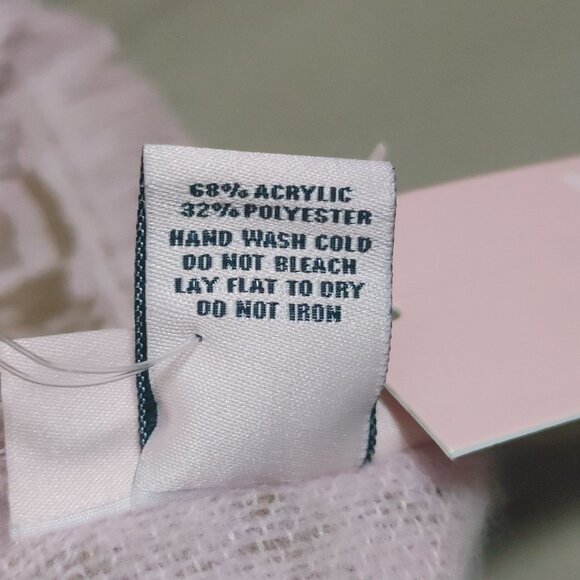 68% ACRYLIC
32% POLYESTER
HAND WASH COLD
DO NOT BLEACH
LAY FLAT TO DRY
DO NOT IRON